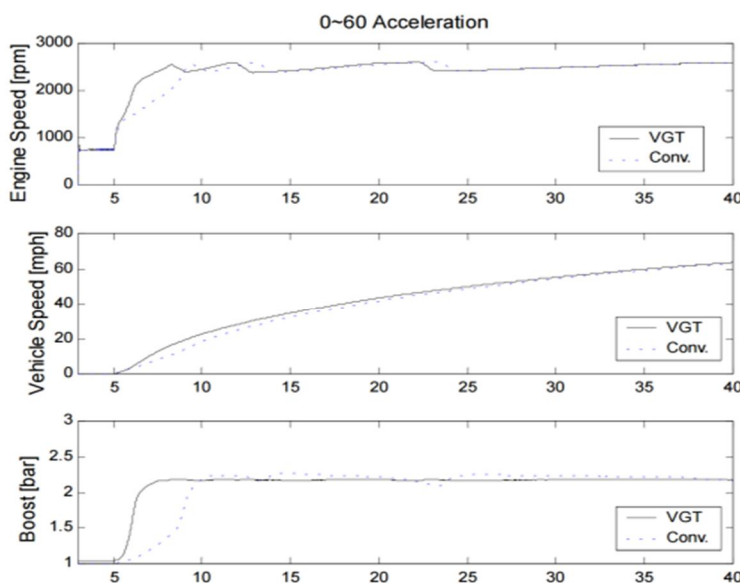 0~60 Acceleration
Engine Speed [rpm]
3000
2000
1000
0
VGT
Conv.
5 10 15 20 25 30 35 40
Vehicle Speed [mph]
80
60
40
20
0
VGT
Conv.
5 10 15 20 25 30 35 40
Boost [bar]
3
2.5
2
1.5
1
VGT
Conv.
5 10 15 20 25 30 35 40